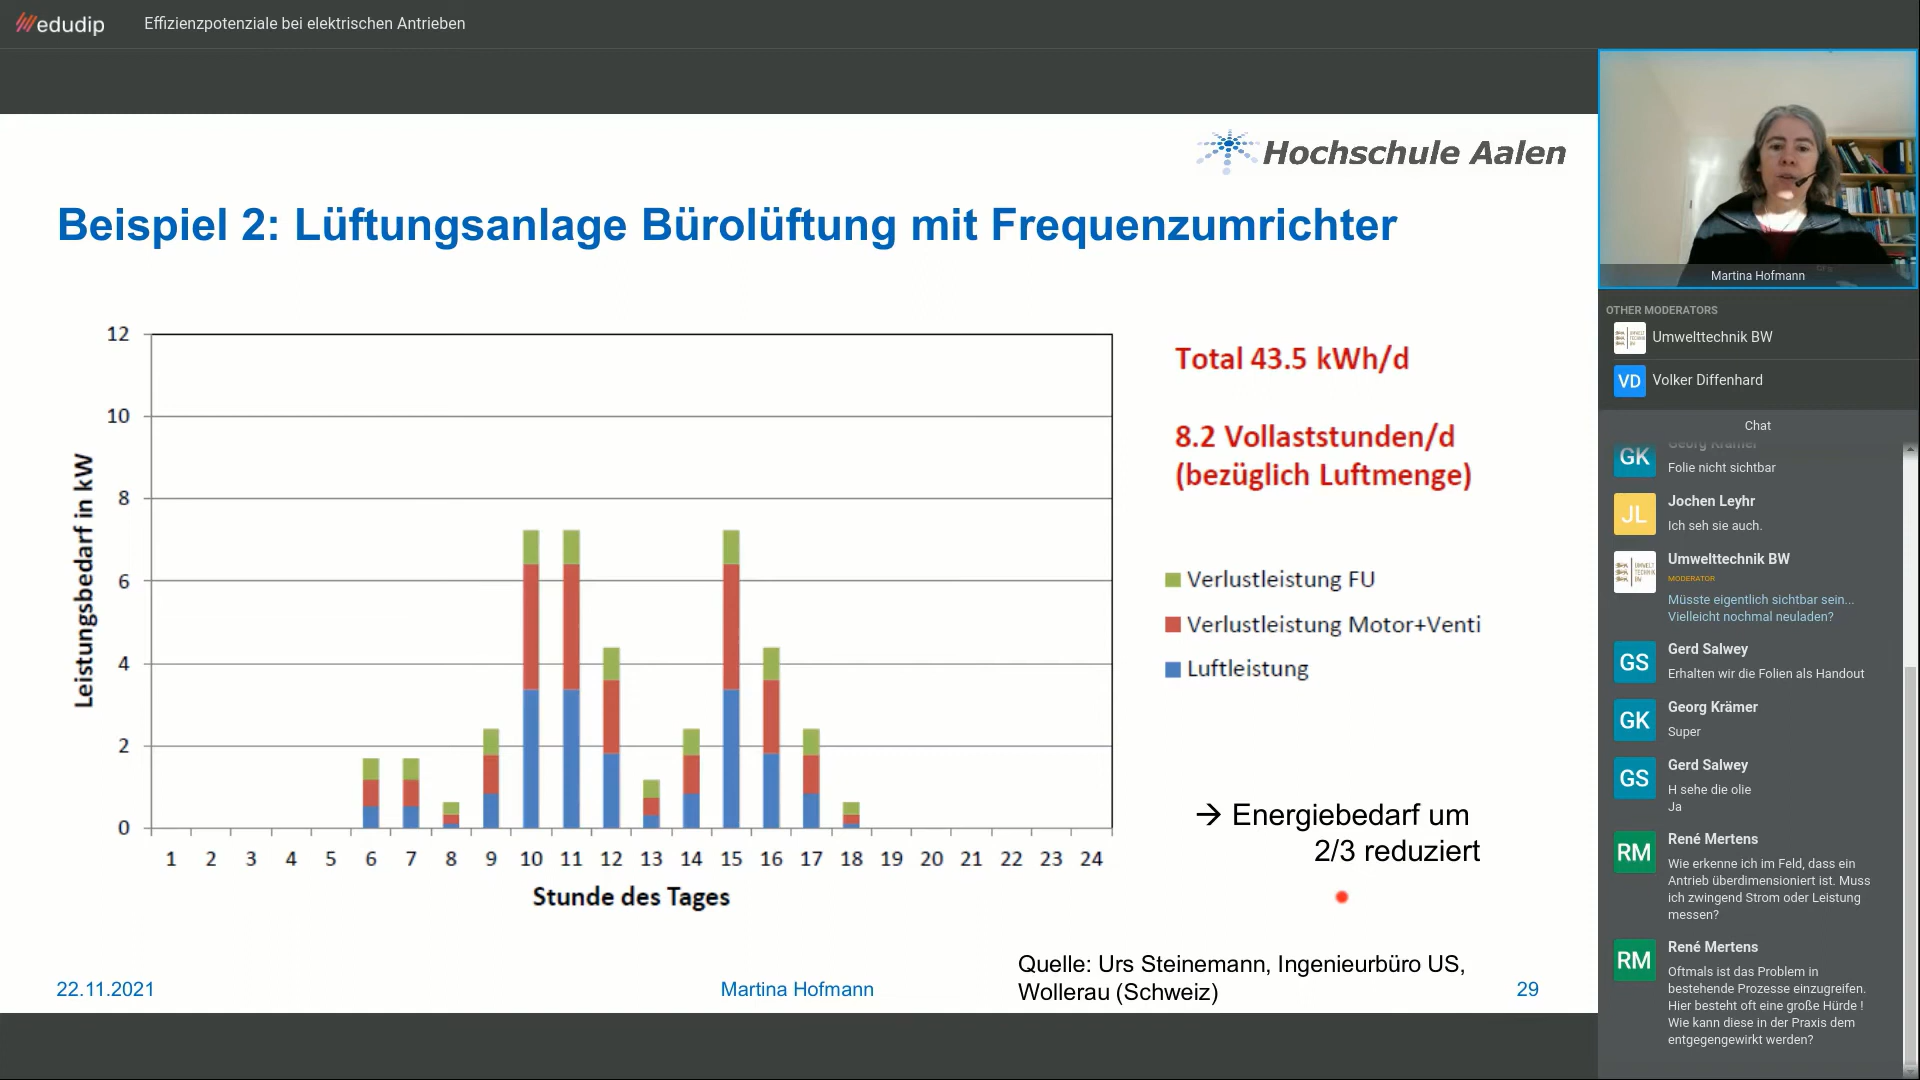 edudip
Effizienzpotenziale bei elektrischen Antrieben
Hochschule Aalen
Beispiel 2: Lüftungsanlage Bürolüftung mit Frequenzumrichter
Leistungsbedarf in kW
12
10
8
6
4
2
0
1 2 3 4 5 6 7 8 9 10 11 12 13 14 15 16 17 18 19 20 21 22 23 24
Stunde des Tages
Total 43.5 kWh/d
8.2 Vollaststunden/d
(bezüglich Luftmenge)
Verlustleistung FU
Verlustleistung Motor+Venti
Luftleistung
→ Energiebedarf um
2/3 reduziert
Quelle: Urs Steinemann, Ingenieurbüro US,
Wollerau (Schweiz)
22.11.2021
Martina Hofmann
29
Martina Hofmann
OTHER MODERATORS
Umwelttechnik BW
VD
Volker Diffenhard
Chat
Georg Krämer
GK
Folie nicht sichtbar
JL
Jochen Leyhr
Ich seh sie auch.
Umwelttechnik BW
MODERATOR
Müsste eigentlich sichtbar sein...
Vielleicht nochmal neuladen?
GS
Gerd Salwey
Erhalten wir die Folien als Handout
GK
Georg Krämer
Super
GS
Gerd Salwey
H sehe die olie
Ja
RM
René Mertens
Wie erkenne ich im Feld, dass ein
Antrieb überdimensioniert ist. Muss
ich zwingend Strom oder Leistung
messen?
RM
René Mertens
Oftmals ist das Problem in
bestehende Prozesse einzugreifen.
Hier besteht oft eine große Hürde !
Wie kann diese in der Praxis dem
entgegengewirkt werden?